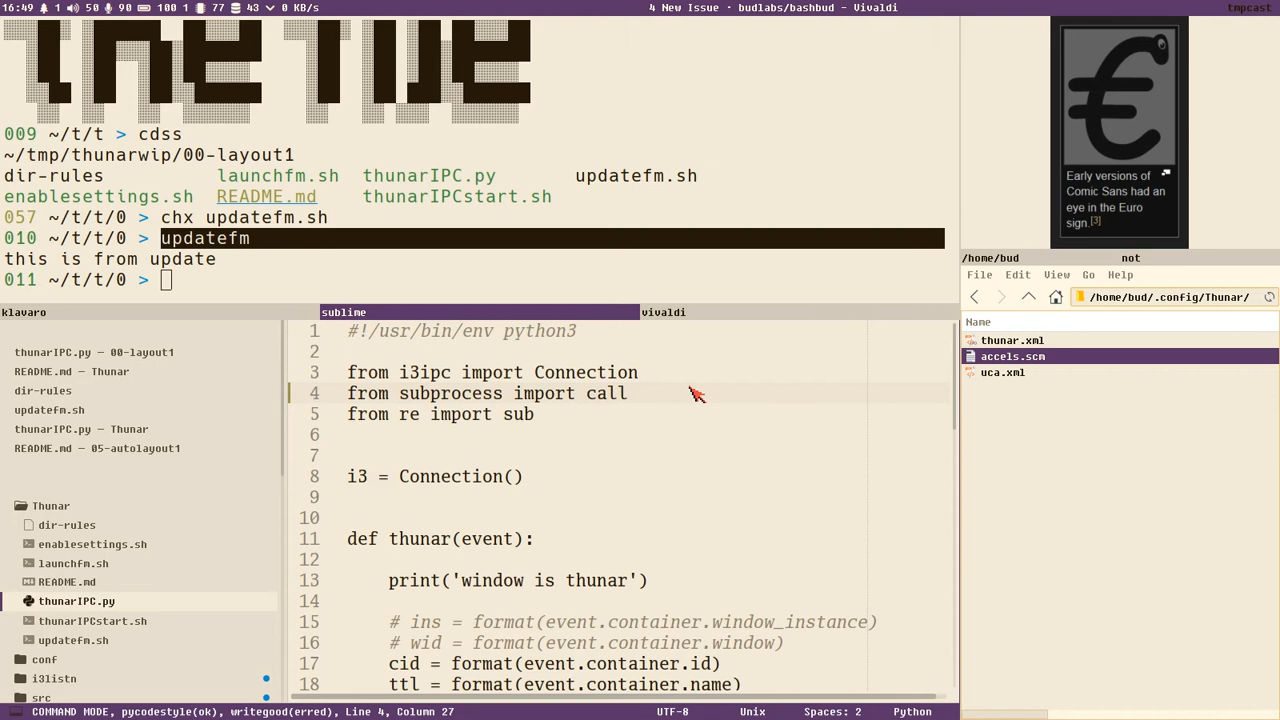 16:49 1 50 90 100 1 77 43 0 KB/s
4 New Issue - budlabs/bashbud - Vivaldi
tmpcast
009 ~/t/t > cdss
~/tmp/thunarwip/00-layout1
dir-rules launchfm.sh thunarIPC.py updatefm.sh
enablesettings.sh README.md thunarIPCstart.sh
057 ~/t/t/0 > chx updatefm.sh
010 ~/t/t/0 > updatefm
this is from update
011 ~/t/t/0 >
Early versions of
Comic Sans had an
eye in the Euro
sign.[3]
/home/bud not
File Edit View Go Help
/home/bud/.config/Thunar/
Name
thunar.xml
accels.scm
uca.xml
klavaro sublime vivaldi
thunarIPC.py — 00-layout1
README.md — Thunar
dir-rules
updatefm.sh
thunarIPC.py — Thunar
README.md — 05-autolayout1
Thunar
dir-rules
enablesettings.sh
launchfm.sh
README.md
thunarIPC.py
thunarIPCstart.sh
updatefm.sh
conf
i3listn
src
1 #!/usr/bin/env python3
2
3 from i3ipc import Connection
4 from subprocess import call
5 from re import sub
6
7
8 i3 = Connection()
9
10
11 def thunar(event):
12
13 print('window is thunar')
14
15 # ins = format(event.container.window_instance)
16 # wid = format(event.container.window)
17 cid = format(event.container.id)
18 ttl = format(event.container.name)
COMMAND MODE, pycodestyle(ok), writegood(erred), Line 4, Column 27 UTF-8 Unix Spaces: 2 Python